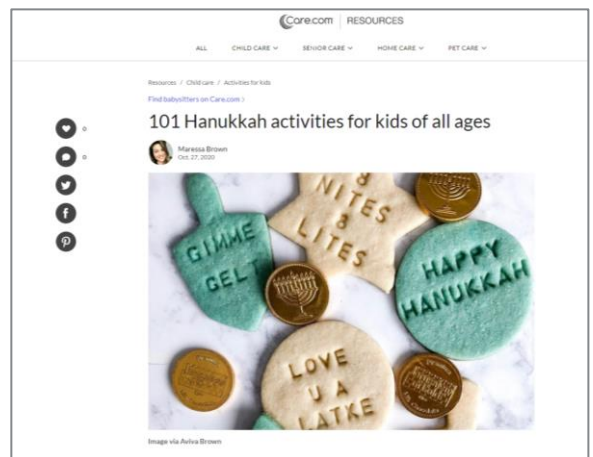 Care.com RESOURCES
ALL CHILD CARE SENIOR CARE HOME CARE PET CARE
Resources / Child care / Activities for kids
Find babysitters on Care.com
101 Hanukkah activities for kids of all ages
0
Maressa Brown
Oct. 27, 2020
0
8
NITES
8
LITES
GIMME
GELT
HAPPY
HANUKKAH
LOVE
U A
LATKE
Image via Aviva Brown